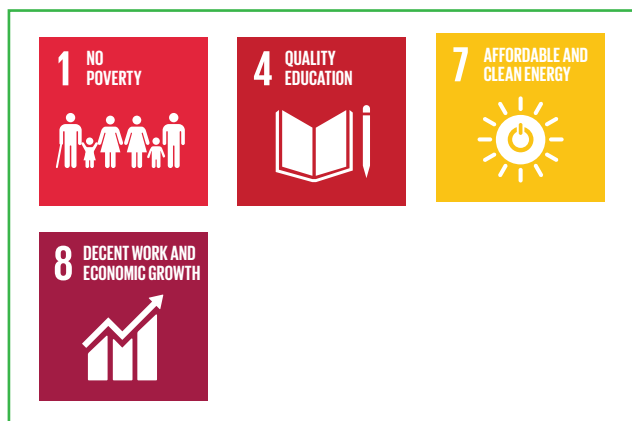 1 NO
POVERTY
4 QUALITY
EDUCATION
7 AFFORDABLE AND
CLEAN ENERGY
8 DECENT WORK AND
ECONOMIC GROWTH